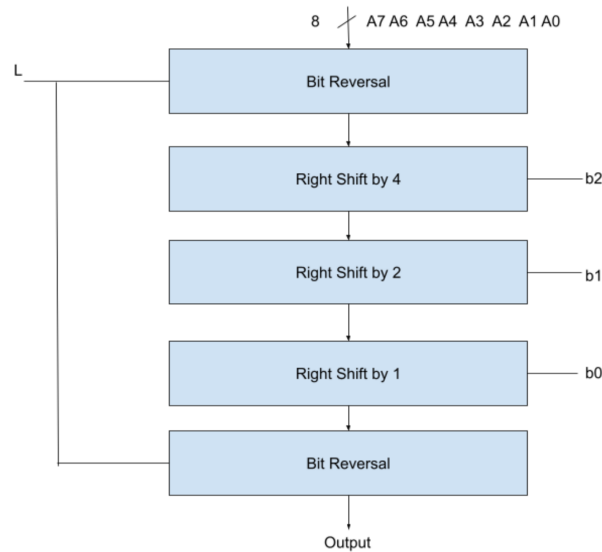 8 A7 A6 A5 A4 A3 A2 A1 A0
L
Bit Reversal
Right Shift by 4
b2
Right Shift by 2
b1
Right Shift by 1
b0
Bit Reversal
Output